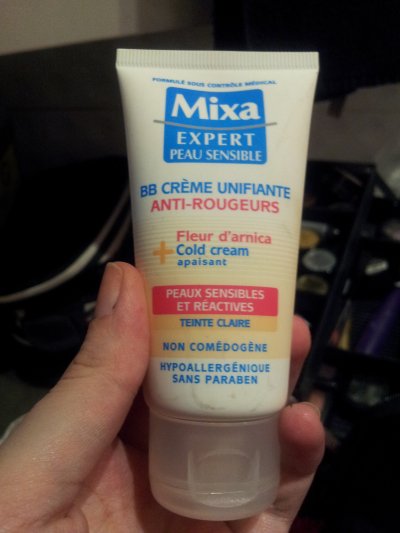 FORMULÉ SOUS CONTRÔLE MÉDICAL
Mixa
EXPERT
PEAU SENSIBLE
BB CRÈME UNIFIANTE
ANTI-ROUGEURS
Fleur d'arnica
+ Cold cream
apaisant
PEAUX SENSIBLES
ET RÉACTIVES
TEINTE CLAIRE
NON COMÉDOGÈNE
HYPOALLERGÉNIQUE
SANS PARABEN